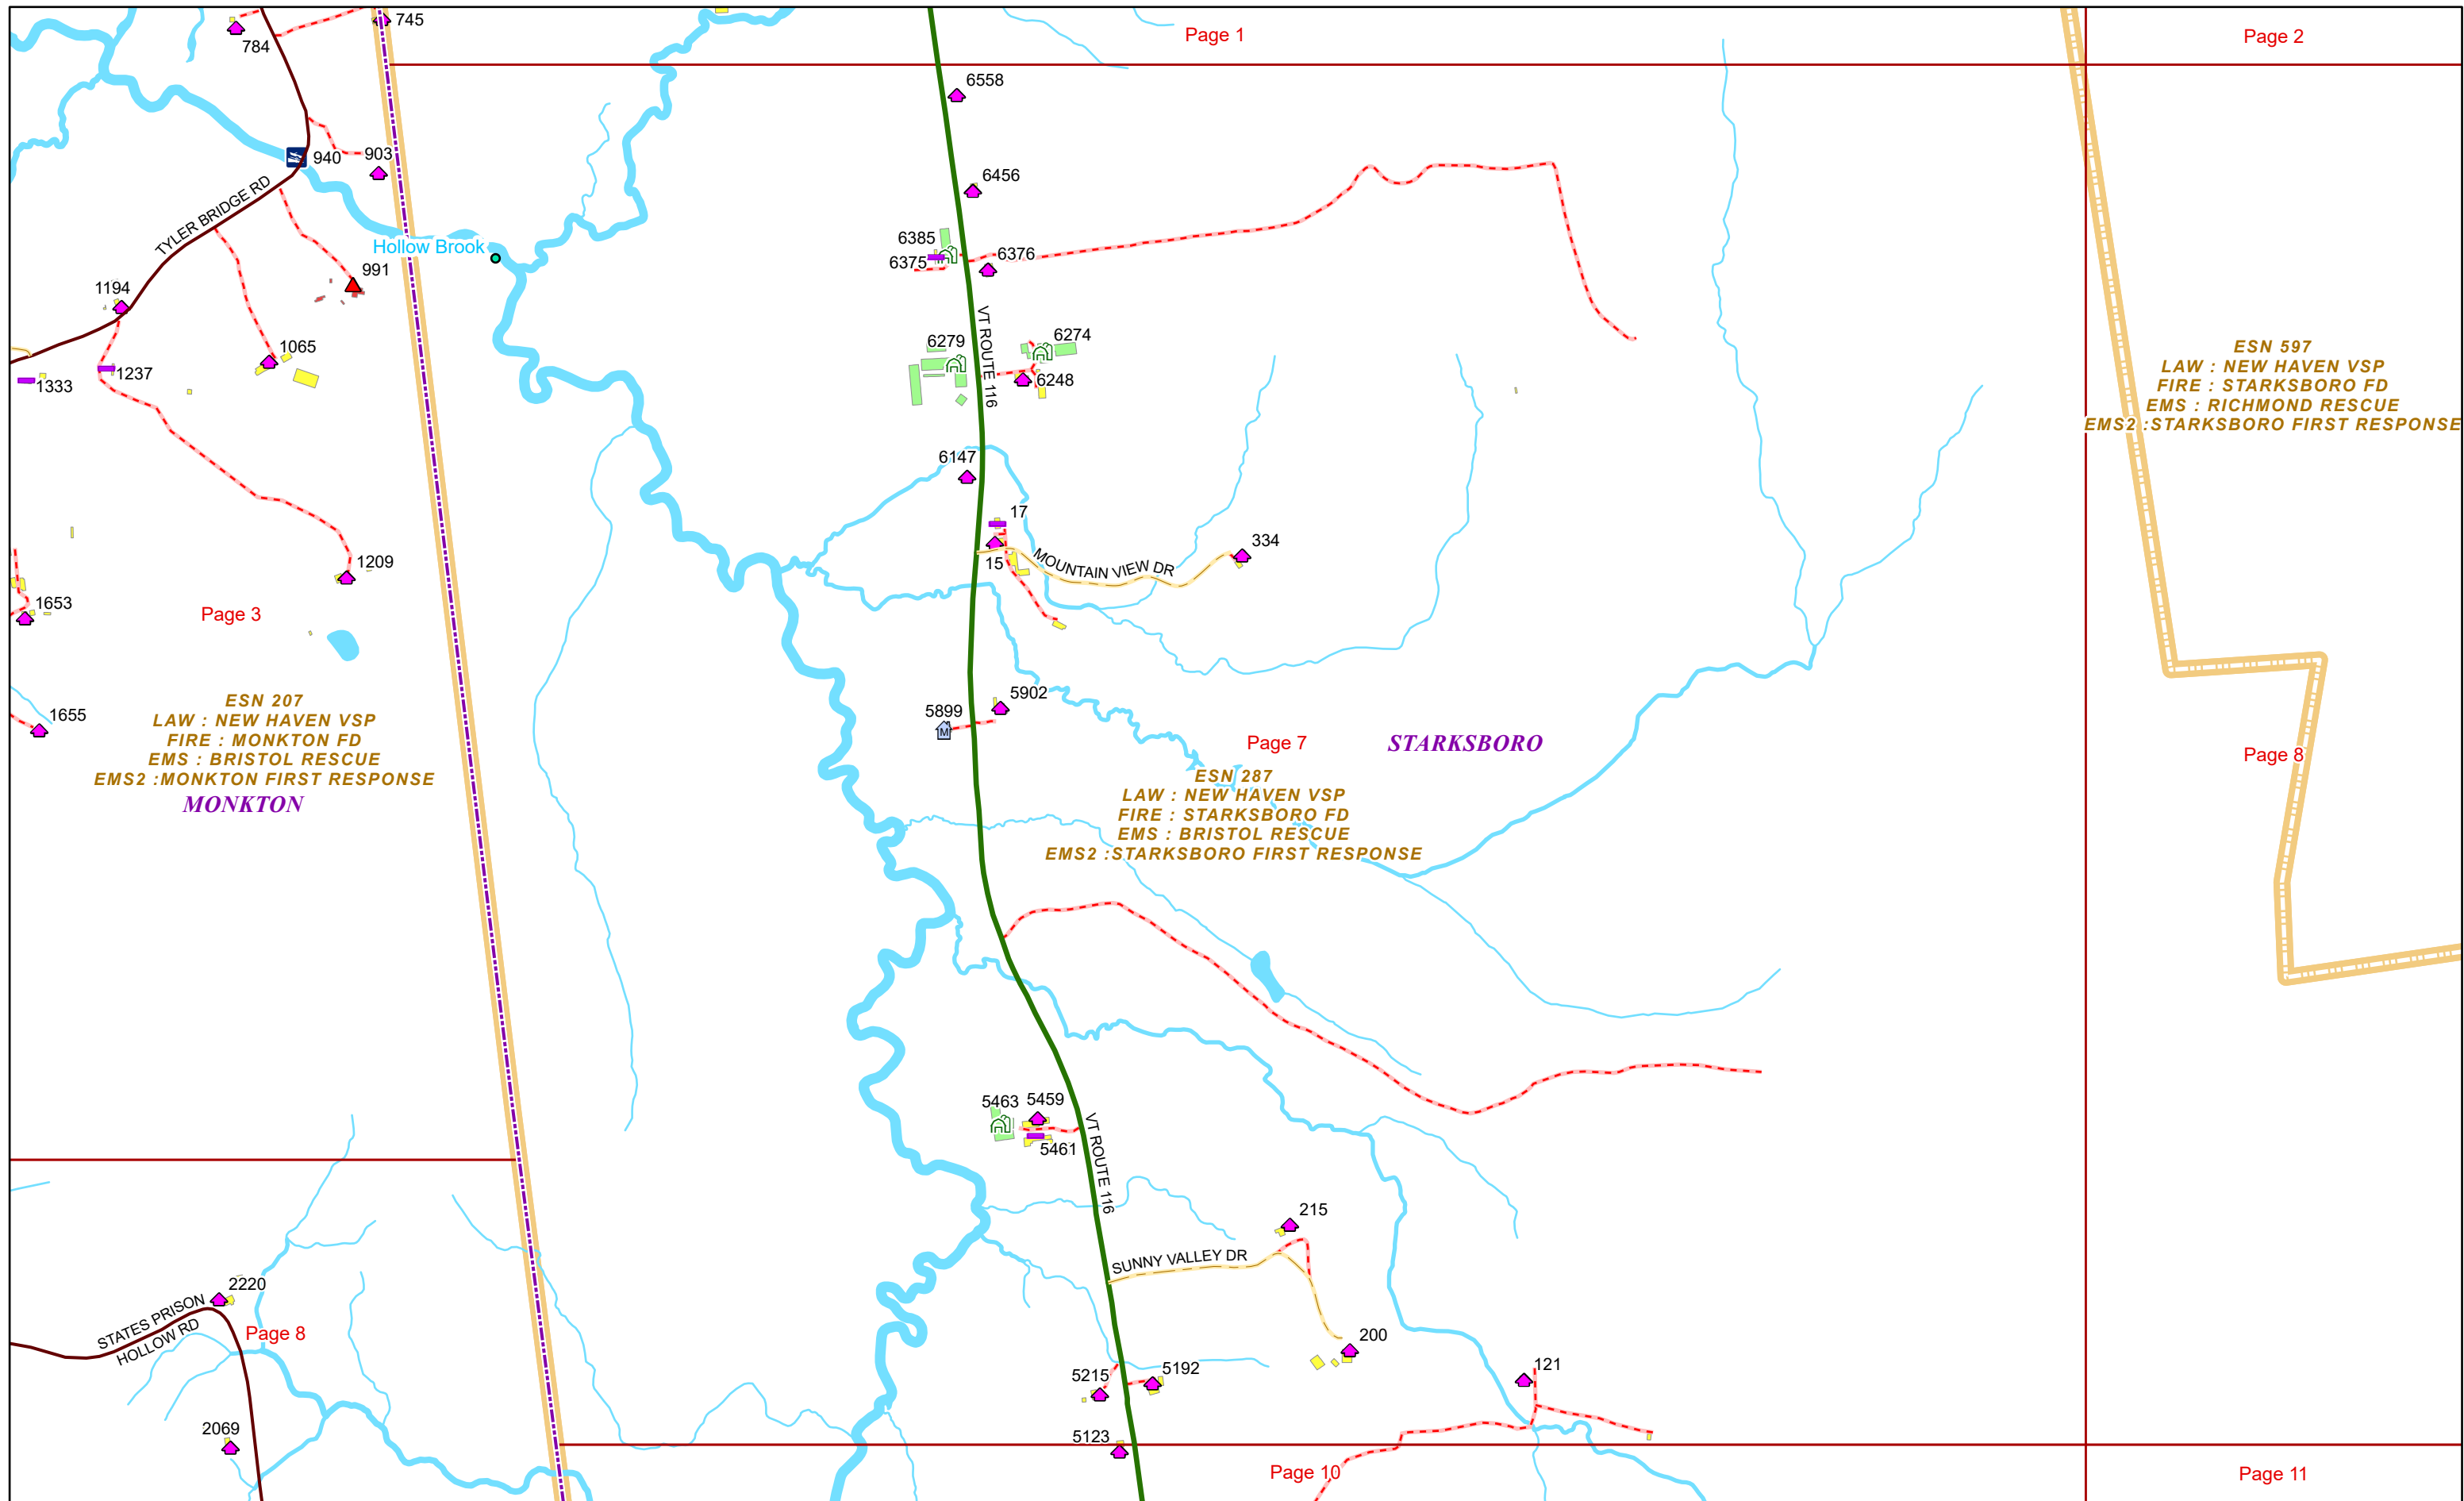 745
784
Page 1
Page 2
6558
940
903
6456
TYLER BRIDGE RD
6385
Hollow Brook
6375
6376
991
1194
VT ROUTE 116
6279
6274
1065
1237
1333
6248
ESN 597
LAW : NEW HAVEN VSP
FIRE : STARKSBORO FD
EMS : RICHMOND RESCUE
EMS2 :STARKSBORO FIRST RESPONSE
6147
17
334
15
MOUNTAIN VIEW DR
1209
1653
Page 3
5902
5899
M
1655
ESN 207
LAW : NEW HAVEN VSP
FIRE : MONKTON FD
EMS : BRISTOL RESCUE
EMS2 :MONKTON FIRST RESPONSE
MONKTON
Page 7
STARKSBORO
Page 8
ESN 287
LAW : NEW HAVEN VSP
FIRE : STARKSBORO FD
EMS : BRISTOL RESCUE
EMS2 :STARKSBORO FIRST RESPONSE
5463
5459
5461
VT ROUTE 116
215
SUNNY VALLEY DR
2220
STATES PRISON
HOLLOW RD
Page 8
200
5215
5192
121
2069
5123
Page 10
Page 11